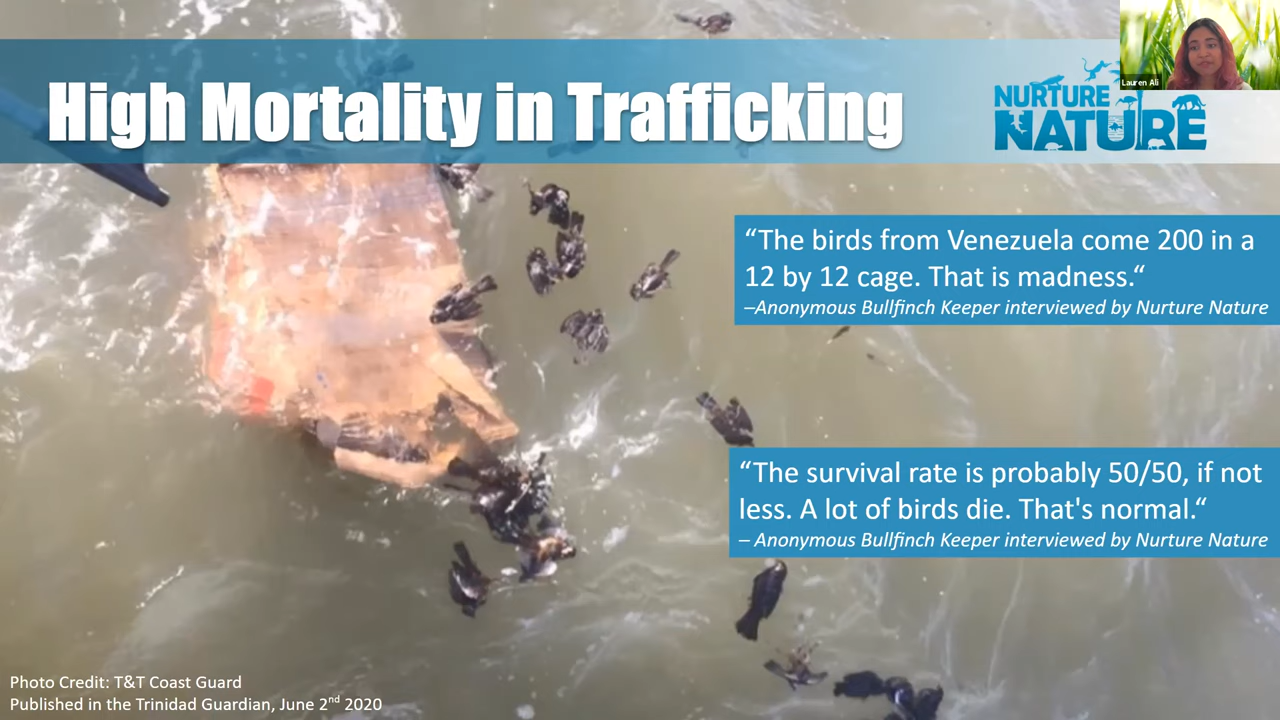 Lauren Ali
High Mortality in Trafficking
NURTURE
NATURE
“The birds from Venezuela come 200 in a
12 by 12 cage. That is madness.“
–Anonymous Bullfinch Keeper interviewed by Nurture Nature
“The survival rate is probably 50/50, if not
less. A lot of birds die. That's normal.“
– Anonymous Bullfinch Keeper interviewed by Nurture Nature
Photo Credit: T&T Coast Guard
Published in the Trinidad Guardian, June 2nd 2020